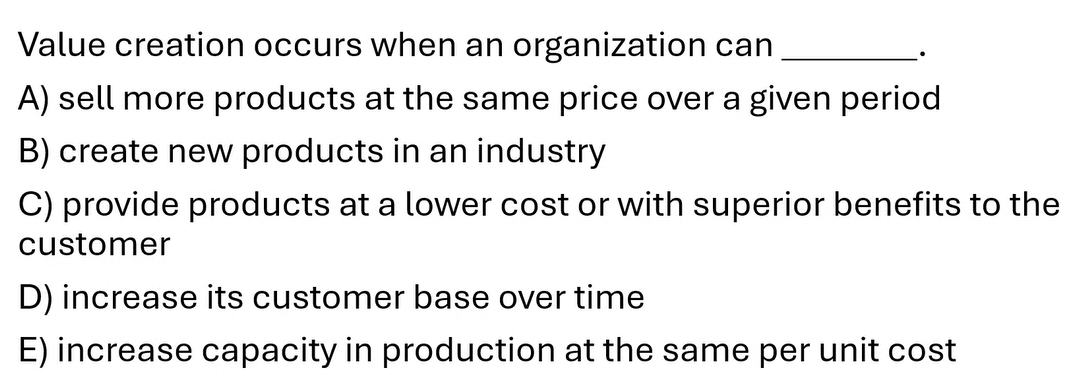 Value creation occurs when an organization can ________.
A) sell more products at the same price over a given period
B) create new products in an industry
C) provide products at a lower cost or with superior benefits to the
customer
D) increase its customer base over time
E) increase capacity in production at the same per unit cost